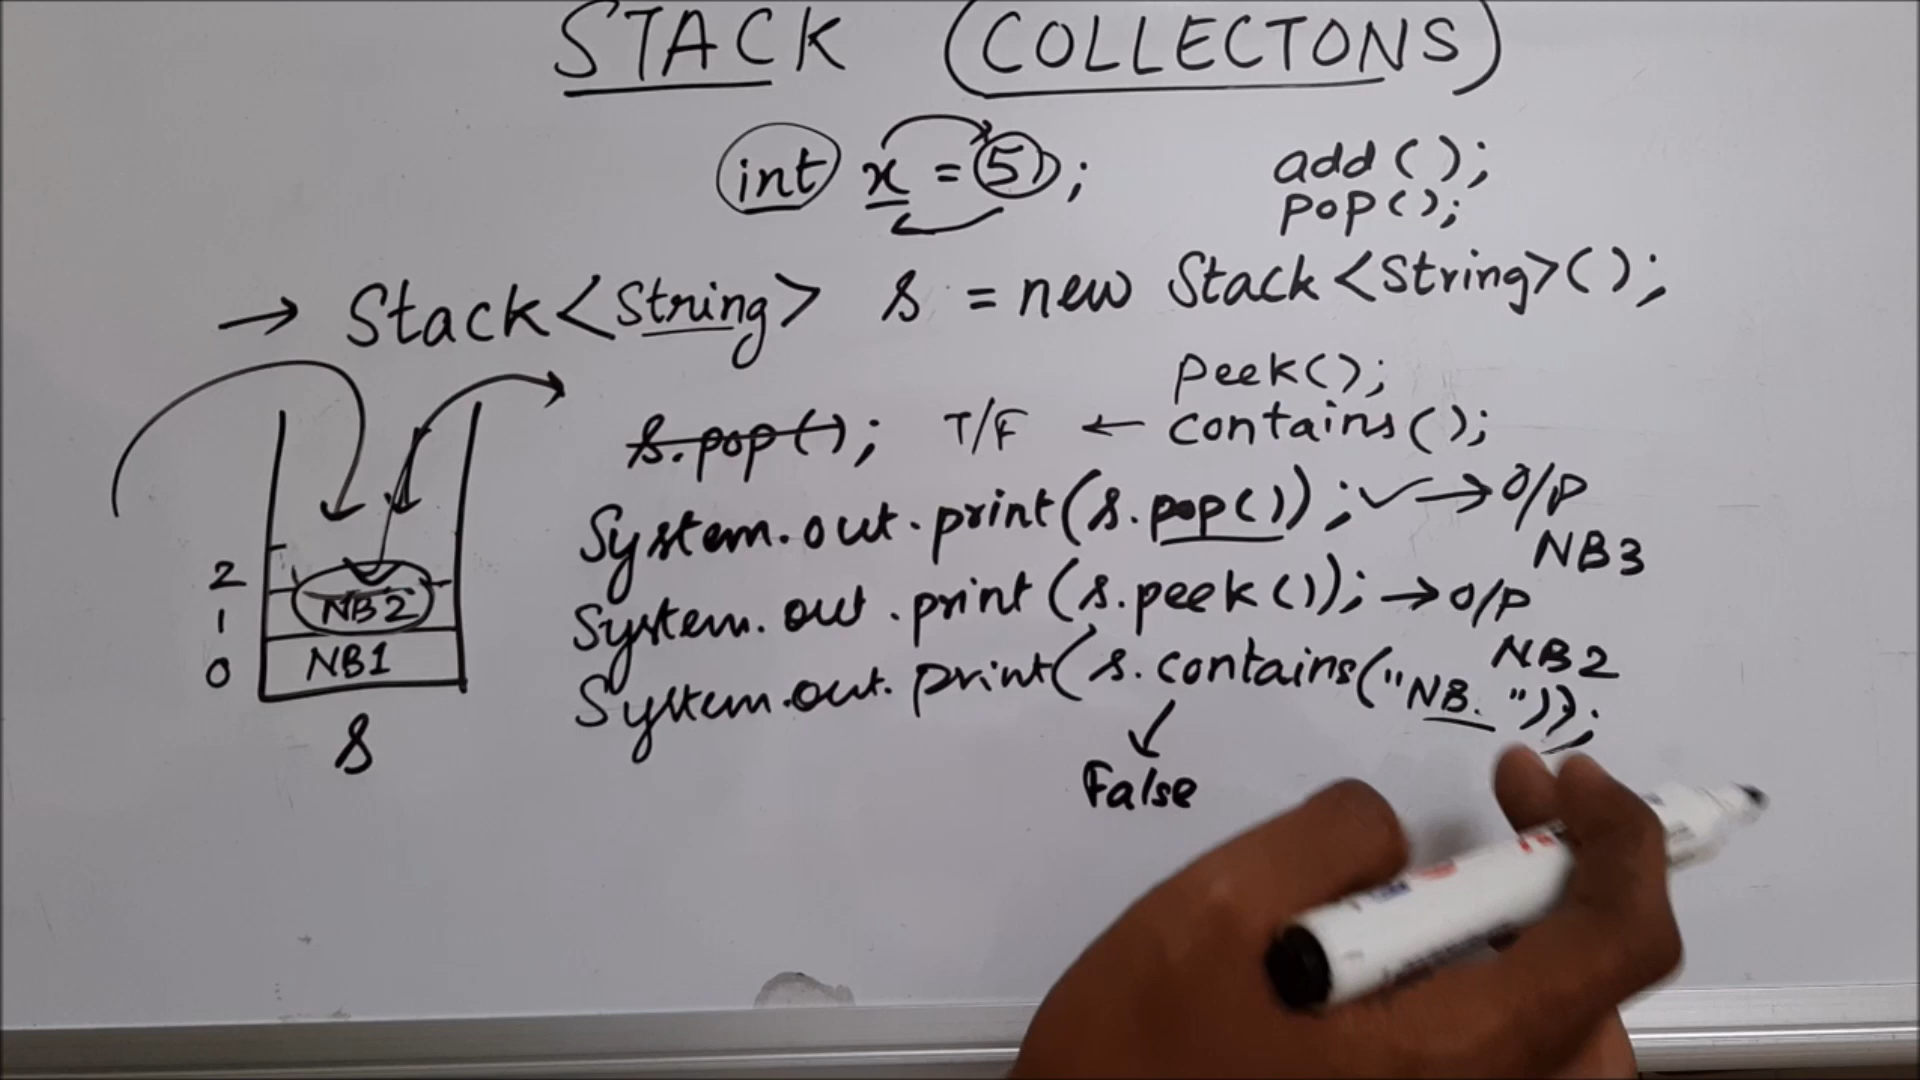 STACK (COLLECTONS)
int x = 5;
add();
pop();
→ Stack<String> s = new Stack<String>();
peek();
s.pop(); T/F ← contains();
System.out.print(s.pop()); ✓→ O/P
NB3
System.out.print(s.peek()); → O/P
NB2
System.out.print(s.contains("NB. "));
False
2
1 NB2
0 NB1
s